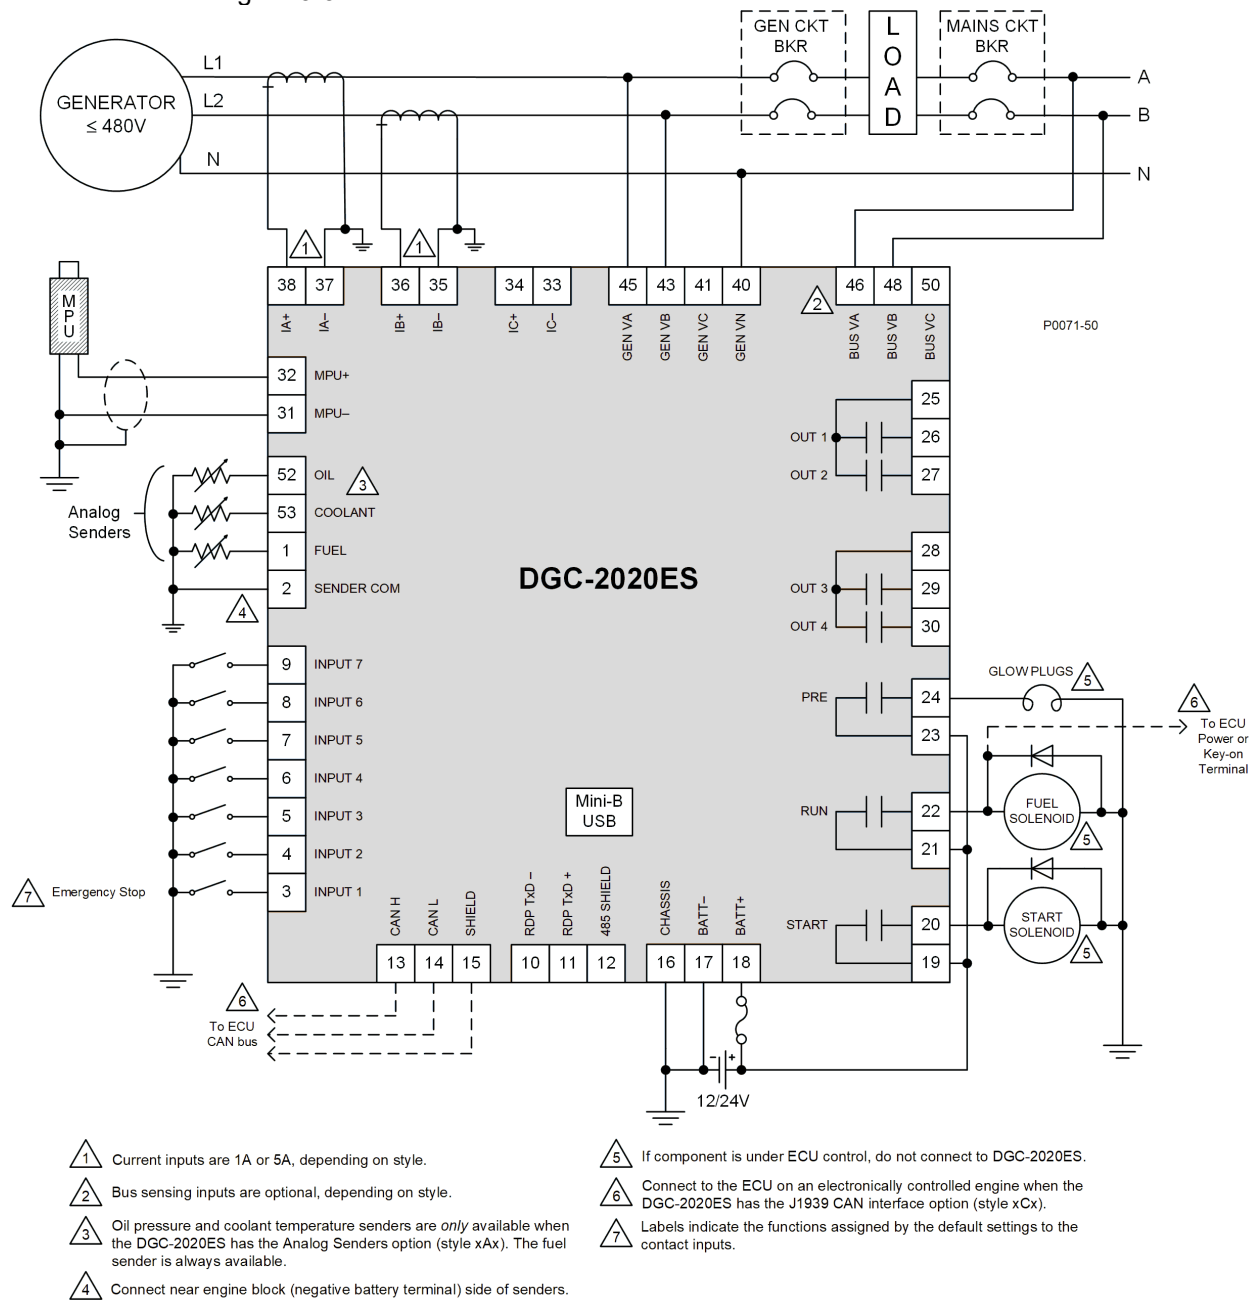 GEN CKT
BKR
L
O
A
D
MAINS CKT
BKR
GENERATOR
≤ 480V
L1
L2
N
A
B
N
1
1
2
MPU
38
37
36
35
34
33
45
43
41
40
46
48
50
IA+
IA–
IB+
IB–
IC+
IC–
GEN VA
GEN VB
GEN VC
GEN VN
BUS VA
BUS VB
BUS VC
P0071-50
32 MPU+
31 MPU–
52 OIL
3
53 COOLANT
1 FUEL
2 SENDER COM
4
Analog
Senders
DGC-2020ES
9 INPUT 7
8 INPUT 6
7 INPUT 5
6 INPUT 4
5 INPUT 3
4 INPUT 2
3 INPUT 1
7 Emergency Stop
25
OUT 1 26
OUT 2 27
28
OUT 3 29
OUT 4 30
PRE 24
23
RUN 22
21
START 20
19
GLOW PLUGS
5
6
To ECU
Power or
Key-on
Terminal
FUEL
SOLENOID
5
START
SOLENOID
5
Mini-B
USB
CAN H
CAN L
SHIELD
RDP TxD –
RDP TxD +
485 SHIELD
CHASSIS
BATT–
BATT+
13
14
15
10
11
12
16
17
18
6
To ECU
CAN bus
- +
12/24V
1 Current inputs are 1A or 5A, depending on style.
2 Bus sensing inputs are optional, depending on style.
3 Oil pressure and coolant temperature senders are only available when
the DGC-2020ES has the Analog Senders option (style xAx). The fuel
sender is always available.
4 Connect near engine block (negative battery terminal) side of senders.
5 If component is under ECU control, do not connect to DGC-2020ES.
6 Connect to the ECU on an electronically controlled engine when the
DGC-2020ES has the J1939 CAN interface option (style xCx).
7 Labels indicate the functions assigned by the default settings to the
contact inputs.